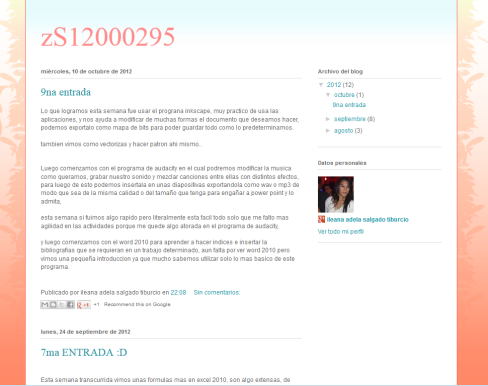 zS12000295
miércoles, 10 de octubre de 2012
9na entrada
Lo que logramos esta semana fue usar el programa inkscape, muy practico de usa las
aplicaciones, y nos ayuda a modificar de muchas formas el documento que deseamos hacer,
podemos exportalo como mapa de bits para poder guardar todo como lo predeterminamos.
tambien vimos como vectorizas y hacer patron ahi mismo..
Luego comenzamos con el programa de audacity en el cual podremos modificar la musica
como queramos, grabar nuestro sonido y mezclar canciones entre ellas con distintos efectos,
para luego de esto podemos insertala en unas diapositivas exportandola como wav o mp3 de
modo que sea de la misma calidad o del tamaño que tenga para engañar a power point y lo
admita,
esta semana si fuimos algo rapido pero literalmente esta facil todo solo que me falto mas
agilidad en las actividades porque me quede algo atorada en el programa de audacity,
y luego comenzamos con el word 2010 para aprender a hacer indices e insertar la
bibliografias que se requieran en un trabajo determinado, aun falta por ver word 2010 pero
vimos una pequeña introduccion ya que mucho sabemos utilizar solo lo mas basico de este
programa.
Publicado por ileana adela salgado tiburcio en 22:08 Sin comentarios:
+1 Recommend this on Google
lunes, 24 de septiembre de 2012
7ma ENTRADA :D
Esta semana transcurrida vimos unas formulas mas en excel 2010, son algo extensas, de
Archivo del blog
▼ 2012 (12)
▼ octubre (1)
9na entrada
► septiembre (8)
► agosto (3)
Datos personales
ileana adela salgado tiburcio
Ver todo mi perfil